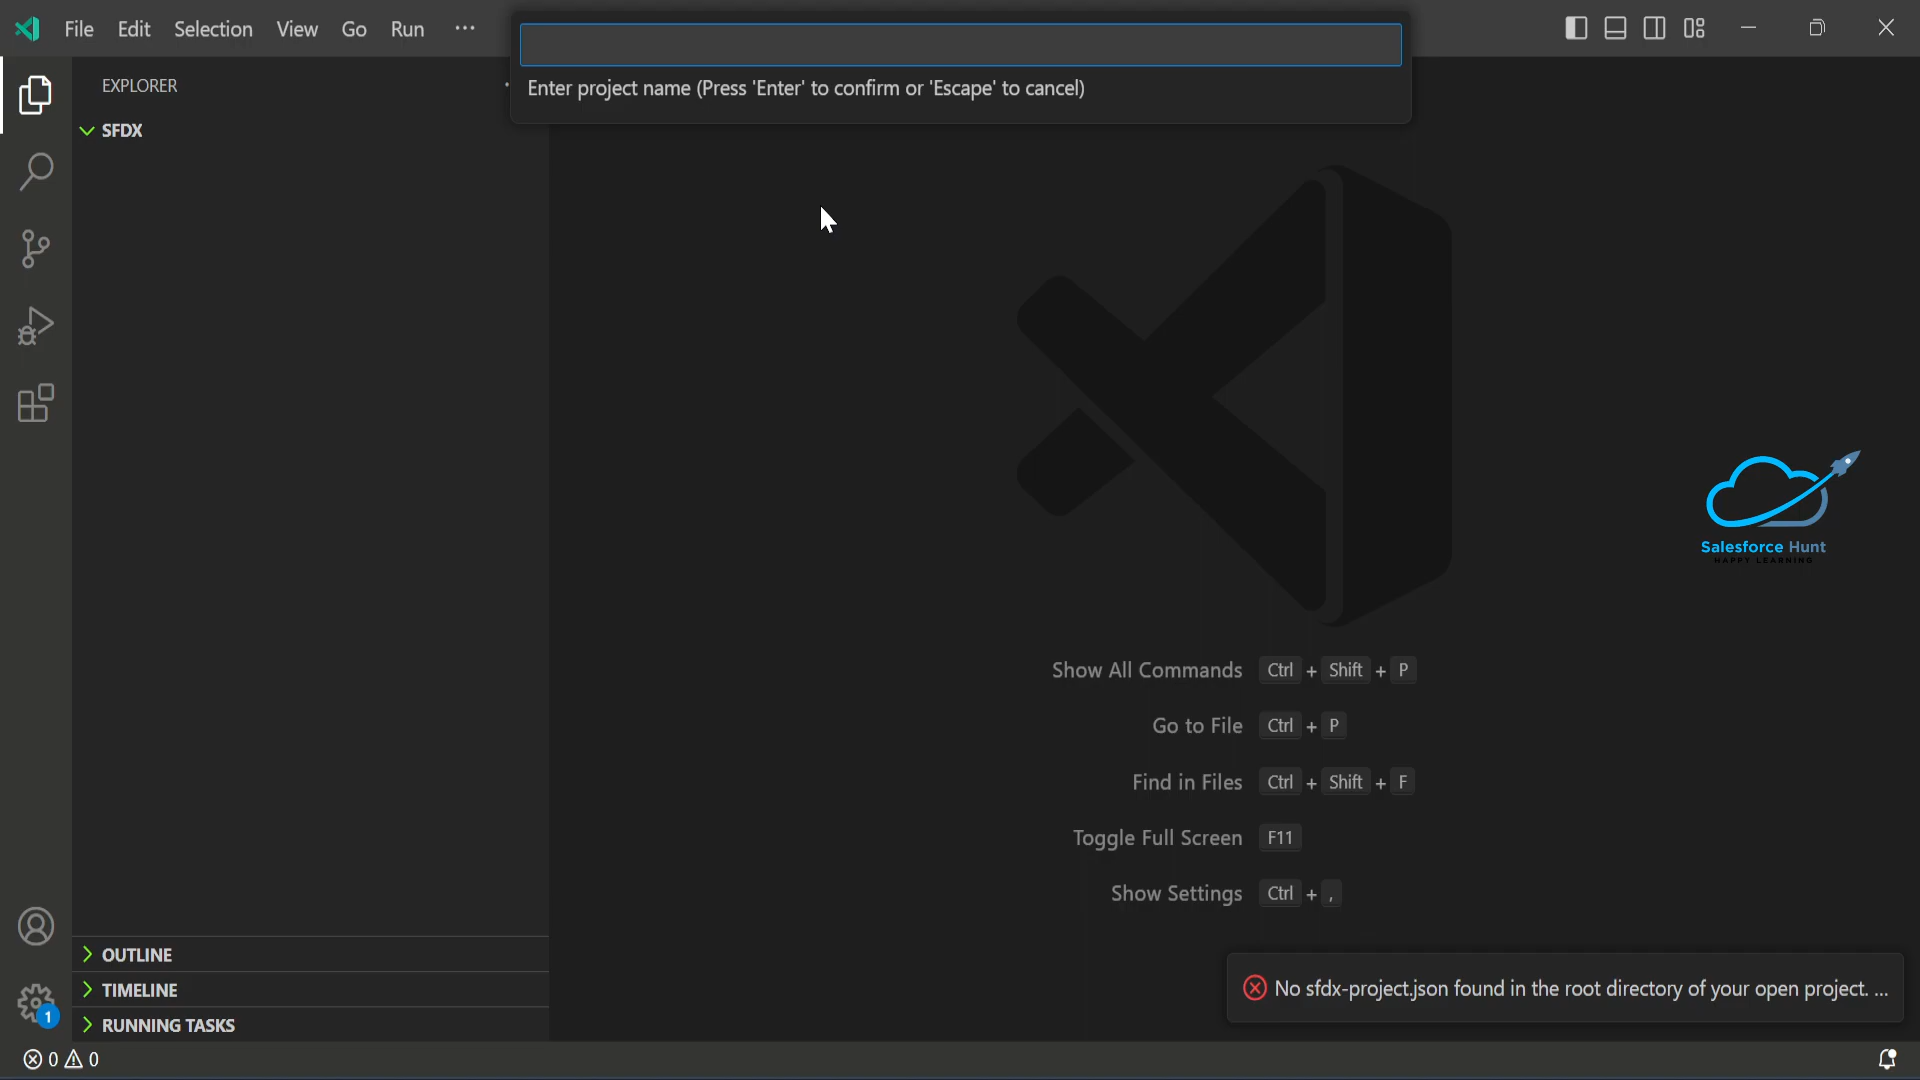 File Edit Selection View Go Run ...
Enter project name (Press 'Enter' to confirm or 'Escape' to cancel)
EXPLORER
SFDX
Salesforce Hunt
HAPPY LEARNING
Show All Commands Ctrl + Shift + P
Go to File Ctrl + P
Find in Files Ctrl + Shift + F
Toggle Full Screen F11
Show Settings Ctrl + ,
OUTLINE
TIMELINE
RUNNING TASKS
1
No sfdx-project.json found in the root directory of your open project. ...
0 0